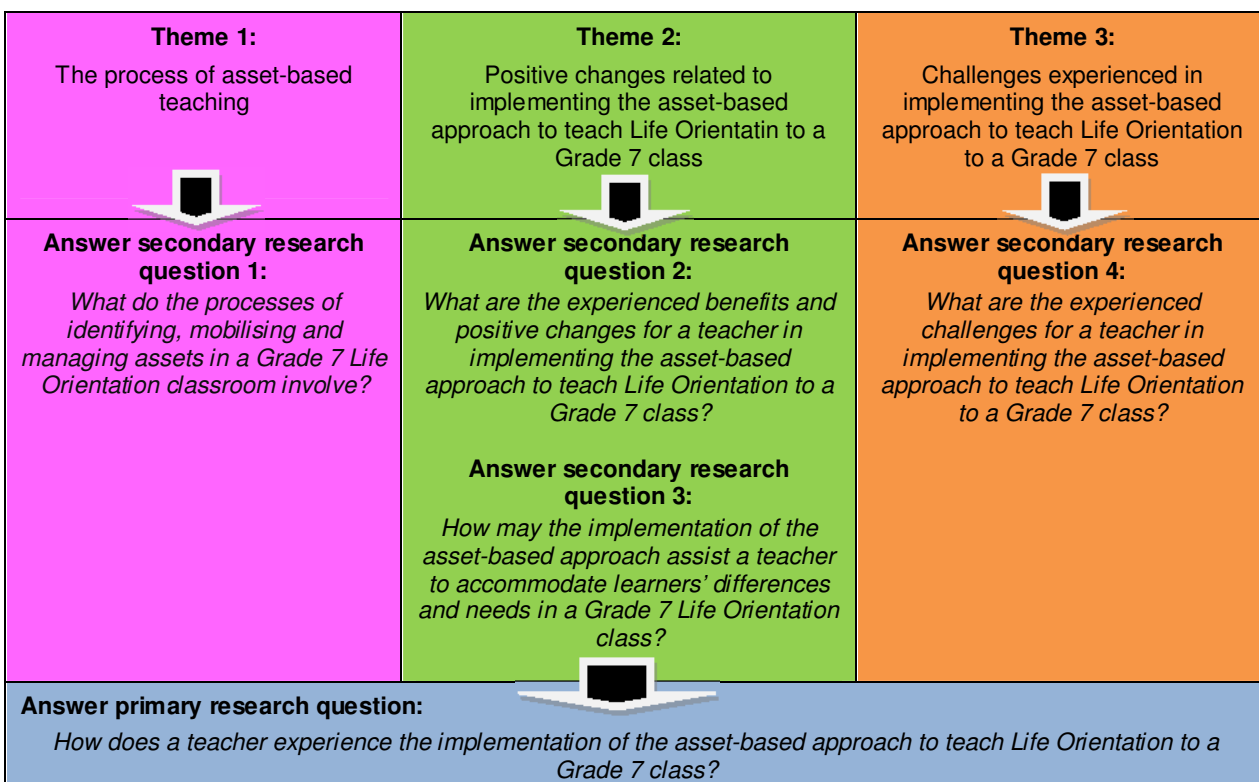 Theme 1:
The process of asset-based
teaching
Theme 2:
Positive changes related to
implementing the asset-based
approach to teach Life Orientatin to a
Grade 7 class
Theme 3:
Challenges experienced in
implementing the asset-based
approach to teach Life Orientation
to a Grade 7 class
Answer secondary research
question 1:
What do the processes of
identifying, mobilising and
managing assets in a Grade 7 Life
Orientation classroom involve?
Answer secondary research
question 2:
What are the experienced benefits and
positive changes for a teacher in
implementing the asset-based
approach to teach Life Orientation to a
Grade 7 class?
Answer secondary research
question 3:
How may the implementation of the
asset-based approach assist a teacher
to accommodate learners’ differences
and needs in a Grade 7 Life Orientation
class?
Answer secondary research
question 4:
What are the experienced
challenges for a teacher in
implementing the asset-based
approach to teach Life Orientation
to a Grade 7 class?
Answer primary research question:
How does a teacher experience the implementation of the asset-based approach to teach Life Orientation to a
Grade 7 class?